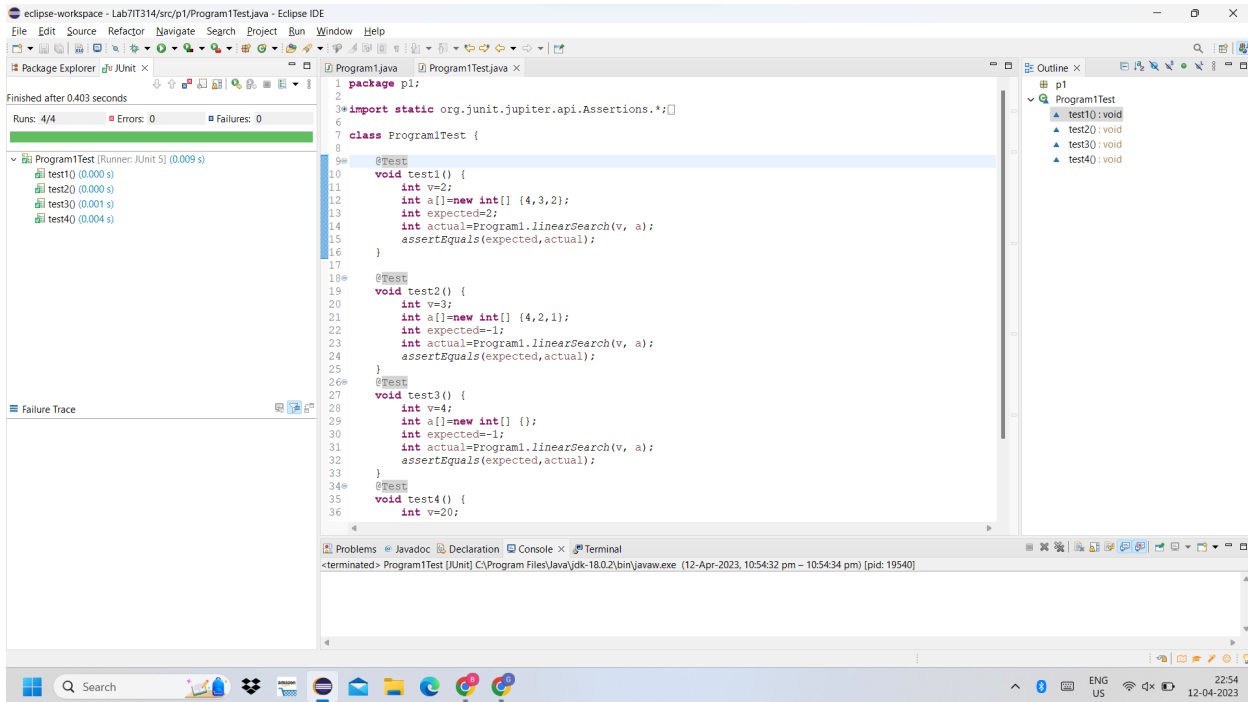 eclipse-workspace - Lab7IT314/src/p1/Program1Test.java - Eclipse IDE
File Edit Source Refactor Navigate Search Project Run Window Help
Package Explorer JUnit
Finished after 0.403 seconds
Runs: 4/4 Errors: 0 Failures: 0
Program1Test [Runner: JUnit 5] (0.009 s)
test1() (0.000 s)
test2() (0.000 s)
test3() (0.001 s)
test4() (0.004 s)
Failure Trace
Program1.java Program1Test.java
1 package p1;
2
3 import static org.junit.jupiter.api.Assertions.*;
6
7 class Program1Test {
8
9 @Test
10 void test1() {
11 int v=2;
12 int a[]=new int[] {4,3,2};
13 int expected=2;
14 int actual=Program1.linearSearch(v, a);
15 assertEquals(expected,actual);
16 }
17
18 @Test
19 void test2() {
20 int v=3;
21 int a[]=new int[] {4,2,1};
22 int expected=-1;
23 int actual=Program1.linearSearch(v, a);
24 assertEquals(expected,actual);
25 }
26 @Test
27 void test3() {
28 int v=4;
29 int a[]=new int[] {};
30 int expected=-1;
31 int actual=Program1.linearSearch(v, a);
32 assertEquals(expected,actual);
33 }
34 @Test
35 void test4() {
36 int v=20;
Outline
p1
Program1Test
test1() : void
test2() : void
test3() : void
test4() : void
Problems Javadoc Declaration Console Terminal
<terminated> Program1Test [JUnit] C:\Program Files\Java\jdk-18.0.2\bin\javaw.exe (12-Apr-2023, 10:54:32 pm – 10:54:34 pm) [pid: 19540]
Search
amazon
ENG
US
22:54
12-04-2023